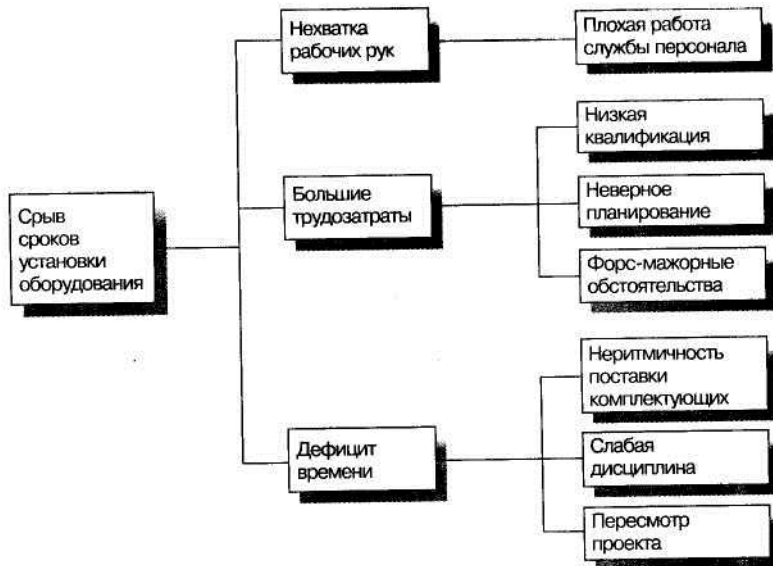 Нехватка
рабочих рук
Плохая работа
службы персонала
Низкая
квалификация
Большие
трудозатраты
Неверное
планирование
Срыв
сроков
установки
оборудования
Форс-мажорные
обстоятельства
Неритмичность
поставки
комплектующих
Дефицит
времени
Слабая
дисциплина
Пересмотр
проекта